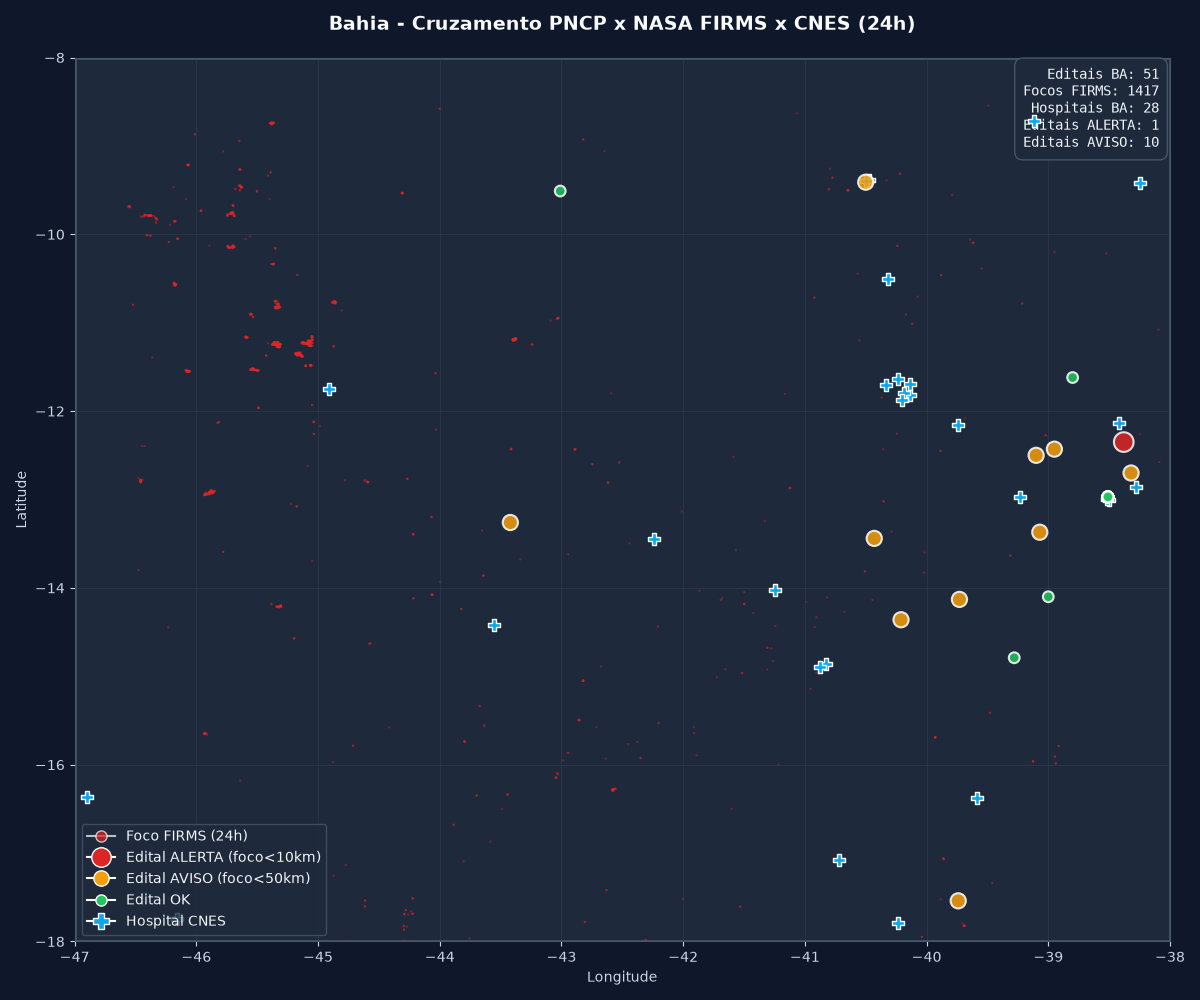 Bahia - Cruzamento PNCP x NASA FIRMS x CNES (24h)
Editais BA: 51
Focos FIRMS: 1417
Hospitais BA: 28
Editais ALERTA: 1
Editais AVISO: 10
−8
−10
−12
−14
−16
−18
Latitude
Foco FIRMS (24h)
Edital ALERTA (foco<10km)
Edital AVISO (foco<50km)
Edital OK
Hospital CNES
−47
−46
−45
−44
−43
−42
−41
−40
−39
−38
Longitude